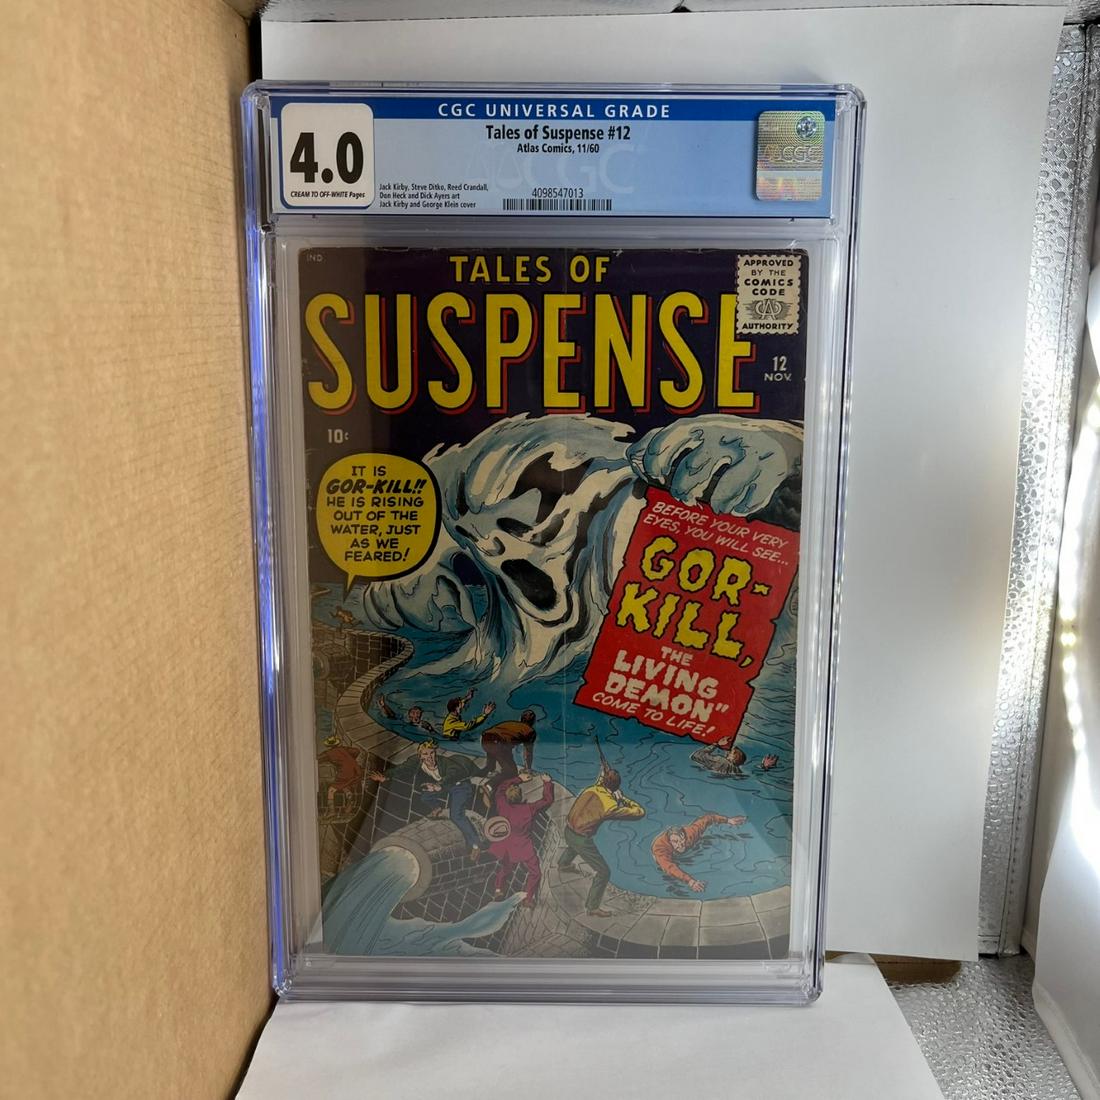 CGC UNIVERSAL GRADE
4.0
CREAM TO OFF-WHITE Pages
Tales of Suspense #12
Atlas Comics, 11/60
Jack Kirby, Steve Ditko, Reed Crandall,
Don Heck and Dick Ayers art
Jack Kirby and George Klein cover
4098547013
CGC
CGC
IND.
TALES OF
SUSPENSE
APPROVED
BY THE
COMICS
CODE
CA
AUTHORITY
12
NOV.
10¢
IT IS
GOR-KILL!!
HE IS RISING
OUT OF THE
WATER, JUST
AS WE
FEARED!
BEFORE YOUR VERY
EYES, YOU WILL SEE...
GOR-
KILL,
THE
LIVING
DEMON"
COME TO LIFE!